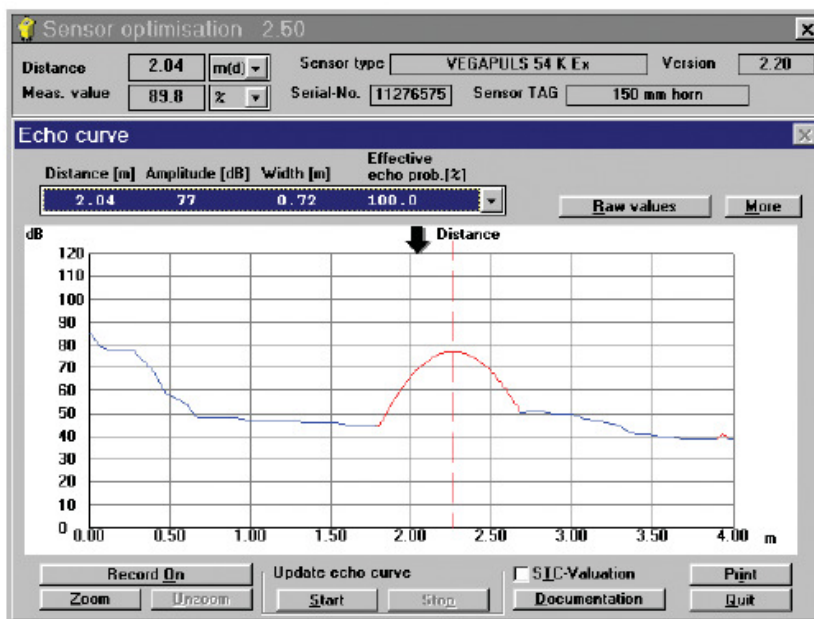 Sensor optimisation 2.50
Distance 2.04 m(d) Sensor type VEGAPULS 54 K Ex Version 2.20
Meas. value 89.8 % Serial-No. 11276575 Sensor TAG 150 mm horn
Echo curve
Distance [m] Amplitude [dB] Width [m] Effective echo prob.[%]
2.04 77 0.72 100.0
Raw values More
dB Distance
120
110
100
90
80
70
60
50
40
30
20
10
0
0.00 0.50 1.00 1.50 2.00 2.50 3.00 3.50 4.00 m
Record On Update echo curve STC-Valuation Print
Zoom Unzoom Start Stop Documentation Quit